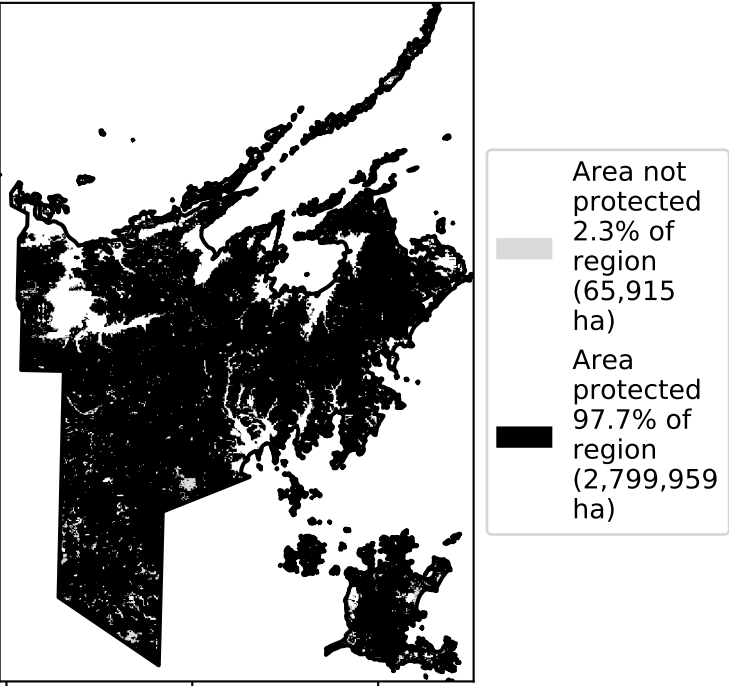 Area not
protected
2.3% of
region
(65,915
ha)
Area
protected
97.7% of
region
(2,799,959
ha)